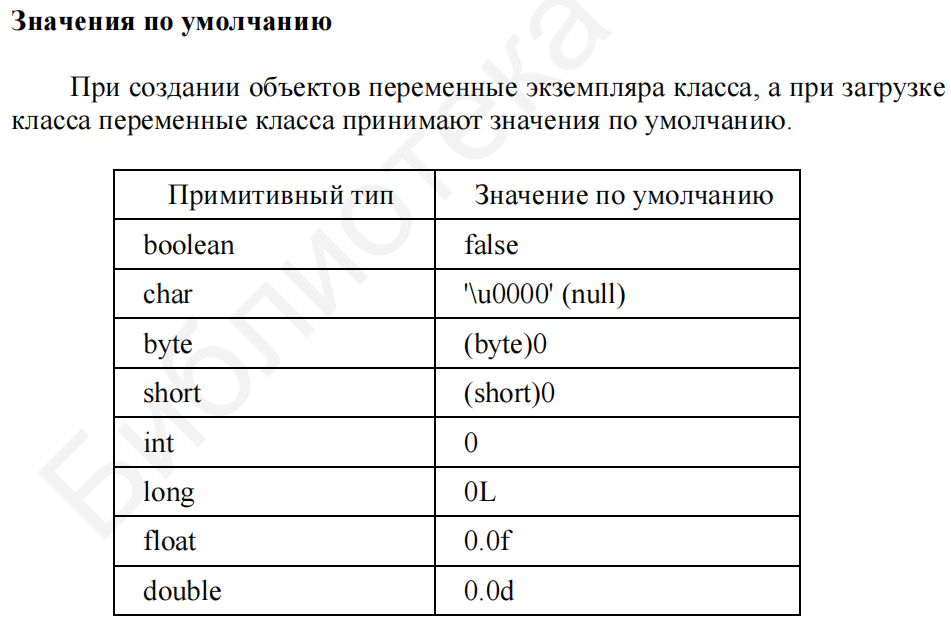 Значения по умолчанию
При создании объектов переменные экземпляра класса, а при загрузке
класса переменные класса принимают значения по умолчанию.
Примитивный тип Значение по умолчанию
boolean false
char '\u0000' (null)
byte (byte)0
short (short)0
int 0
long 0L
float 0.0f
double 0.0d
Библиотека